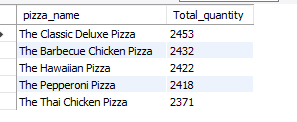 pizza_name Total_quantity
The Classic Deluxe Pizza 2453
The Barbecue Chicken Pizza 2432
The Hawaiian Pizza 2422
The Pepperoni Pizza 2418
The Thai Chicken Pizza 2371